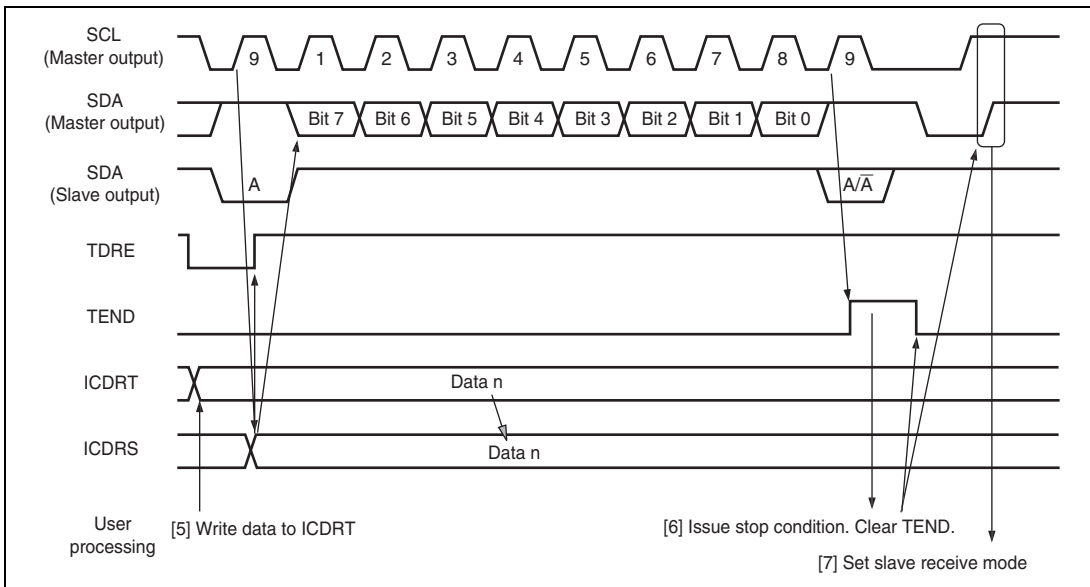 SCL
(Master output)
9 1 2 3 4 5 6 7 8 9
SDA
(Master output)
Bit 7 Bit 6 Bit 5 Bit 4 Bit 3 Bit 2 Bit 1 Bit 0
SDA
(Slave output)
A A/A̅
TDRE
TEND
ICDRT
Data n
ICDRS
Data n
User
processing
[5] Write data to ICDRT
[6] Issue stop condition. Clear TEND.
[7] Set slave receive mode